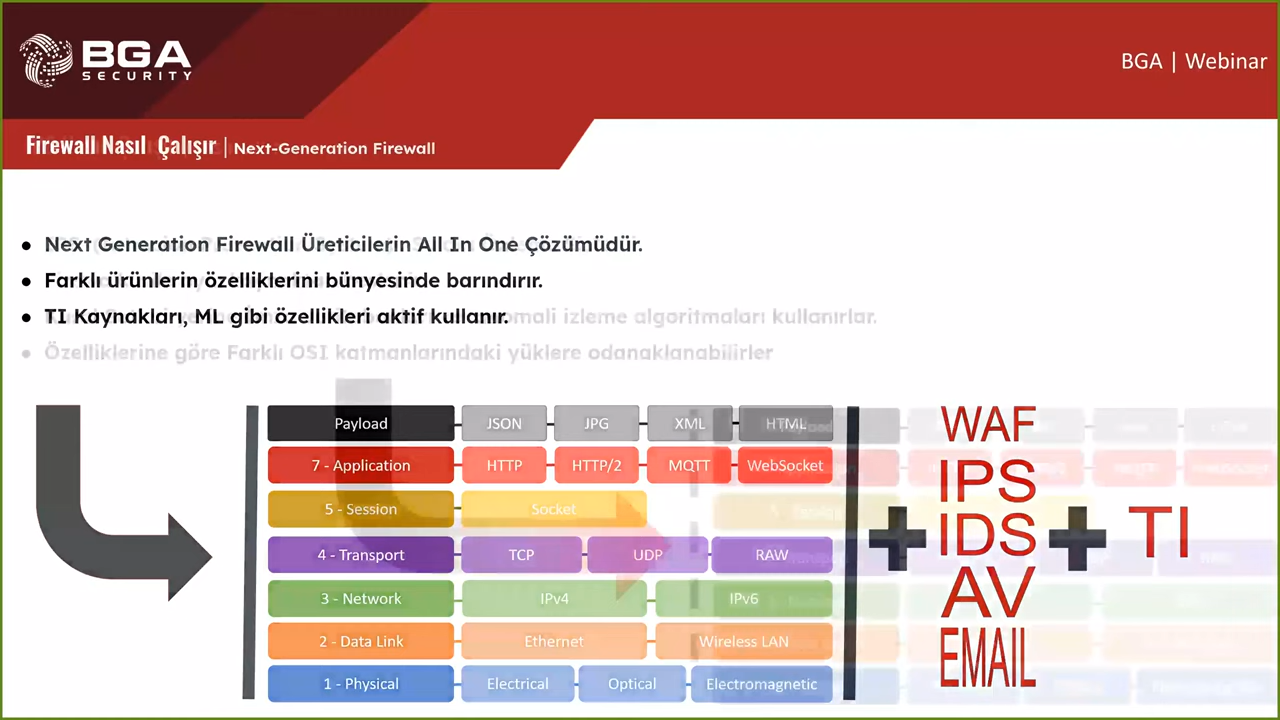 BGA
SECURITY
BGA | Webinar
Firewall Nasıl Çalışır | Next-Generation Firewall
● Next Generation Firewall Üreticilerin All In One Çözümüdür.
● Farklı ürünlerin özelliklerini bünyesinde barındırır.
● TI Kaynakları, ML gibi özellikleri aktif kullanır.
izleme algoritmaları kullanırlar.
● Özelliklerine göre Farklı OSI katmanlarındaki yüklere odanaklanabilirler
Payload JSON JPG XML HTML
7 - Application HTTP HTTP/2 MQTT WebSocket
5 - Session Socket
4 - Transport TCP UDP RAW
3 - Network IPv4 IPv6
2 - Data Link Ethernet Wireless LAN
1 - Physical Electrical Optical Electromagnetic
WAF
IPS
IDS
AV
EMAIL
TI